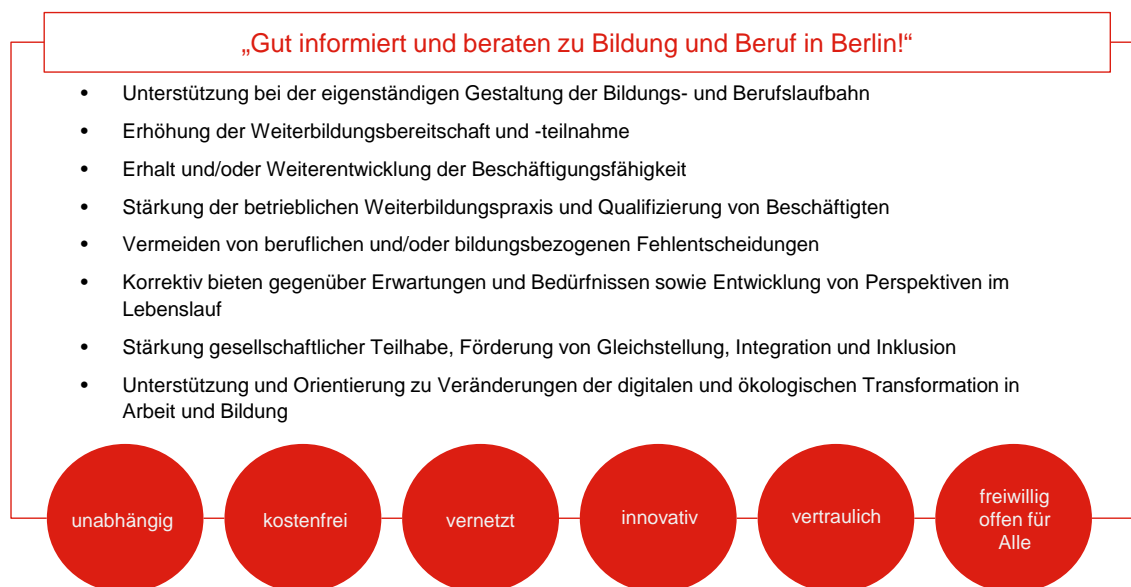 „Gut informiert und beraten zu Bildung und Beruf in Berlin!“
• Unterstützung bei der eigenständigen Gestaltung der Bildungs- und Berufslaufbahn
• Erhöhung der Weiterbildungsbereitschaft und -teilnahme
• Erhalt und/oder Weiterentwicklung der Beschäftigungsfähigkeit
• Stärkung der betrieblichen Weiterbildungspraxis und Qualifizierung von Beschäftigten
• Vermeiden von beruflichen und/oder bildungsbezogenen Fehlentscheidungen
• Korrektiv bieten gegenüber Erwartungen und Bedürfnissen sowie Entwicklung von Perspektiven im
Lebenslauf
• Stärkung gesellschaftlicher Teilhabe, Förderung von Gleichstellung, Integration und Inklusion
• Unterstützung und Orientierung zu Veränderungen der digitalen und ökologischen Transformation in
Arbeit und Bildung
unabhängig
kostenfrei
vernetzt
innovativ
vertraulich
freiwillig
offen für
Alle